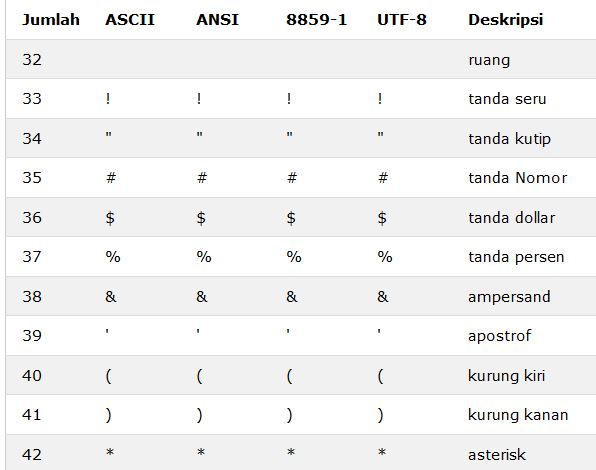 Jumlah ASCII ANSI 8859-1 UTF-8 Deskripsi
32 ruang
33 ! ! ! ! tanda seru
34 " " " " tanda kutip
35 # # # # tanda Nomor
36 $ $ $ $ tanda dollar
37 % % % % tanda persen
38 & & & & ampersand
39 ' ' ' ' apostrof
40 ( ( ( ( kurung kiri
41 ) ) ) ) kurung kanan
42 * * * * asterisk